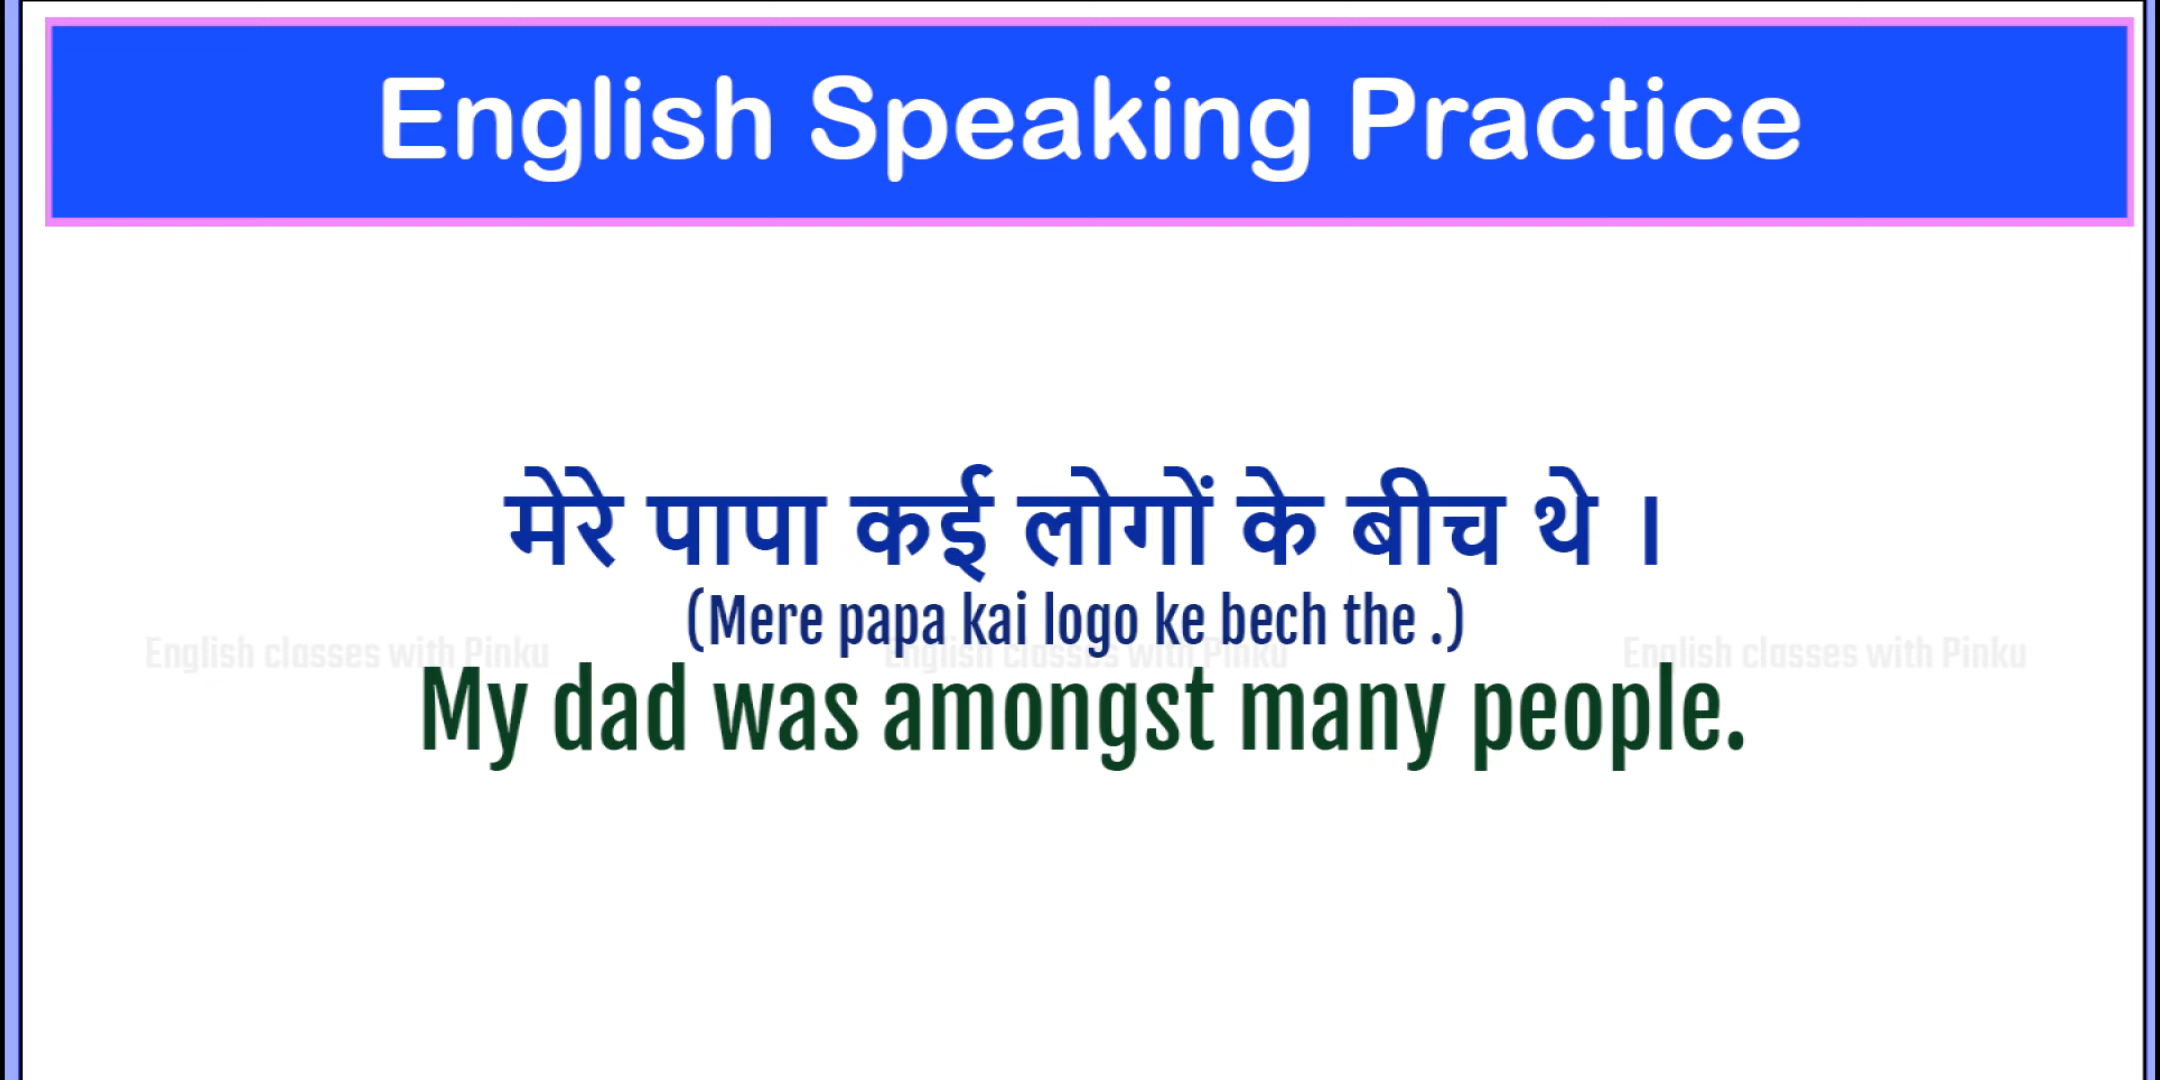 English Speaking Practice
मेरे पापा कई लोगों के बीच थे ।
(Mere papa kai logo ke bech the .)
English classes with Pinku English classes with Pinku English classes with Pinku
My dad was amongst many people.